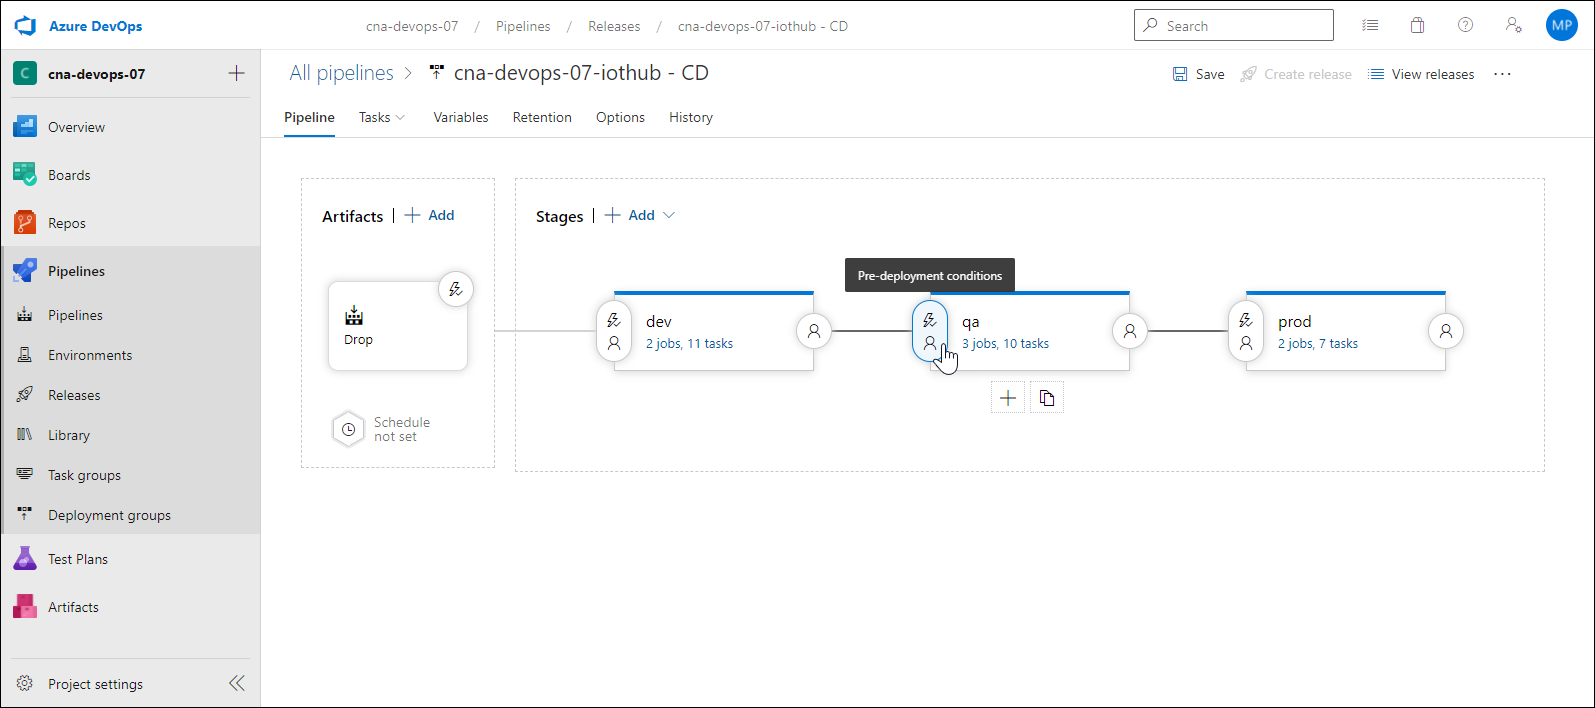 Azure DevOps
cna-devops-07 / Pipelines / Releases / cna-devops-07-iothub - CD
Search
MP
C
cna-devops-07
Overview
Boards
Repos
Pipelines
Pipelines
Environments
Releases
Library
Task groups
Deployment groups
Test Plans
Artifacts
Project settings
All pipelines > cna-devops-07-iothub - CD
Save
Create release
View releases
...
Pipeline
Tasks
Variables
Retention
Options
History
Artifacts | + Add
Stages | + Add
Drop
Schedule
not set
Pre-deployment conditions
dev
2 jobs, 11 tasks
qa
3 jobs, 10 tasks
prod
2 jobs, 7 tasks